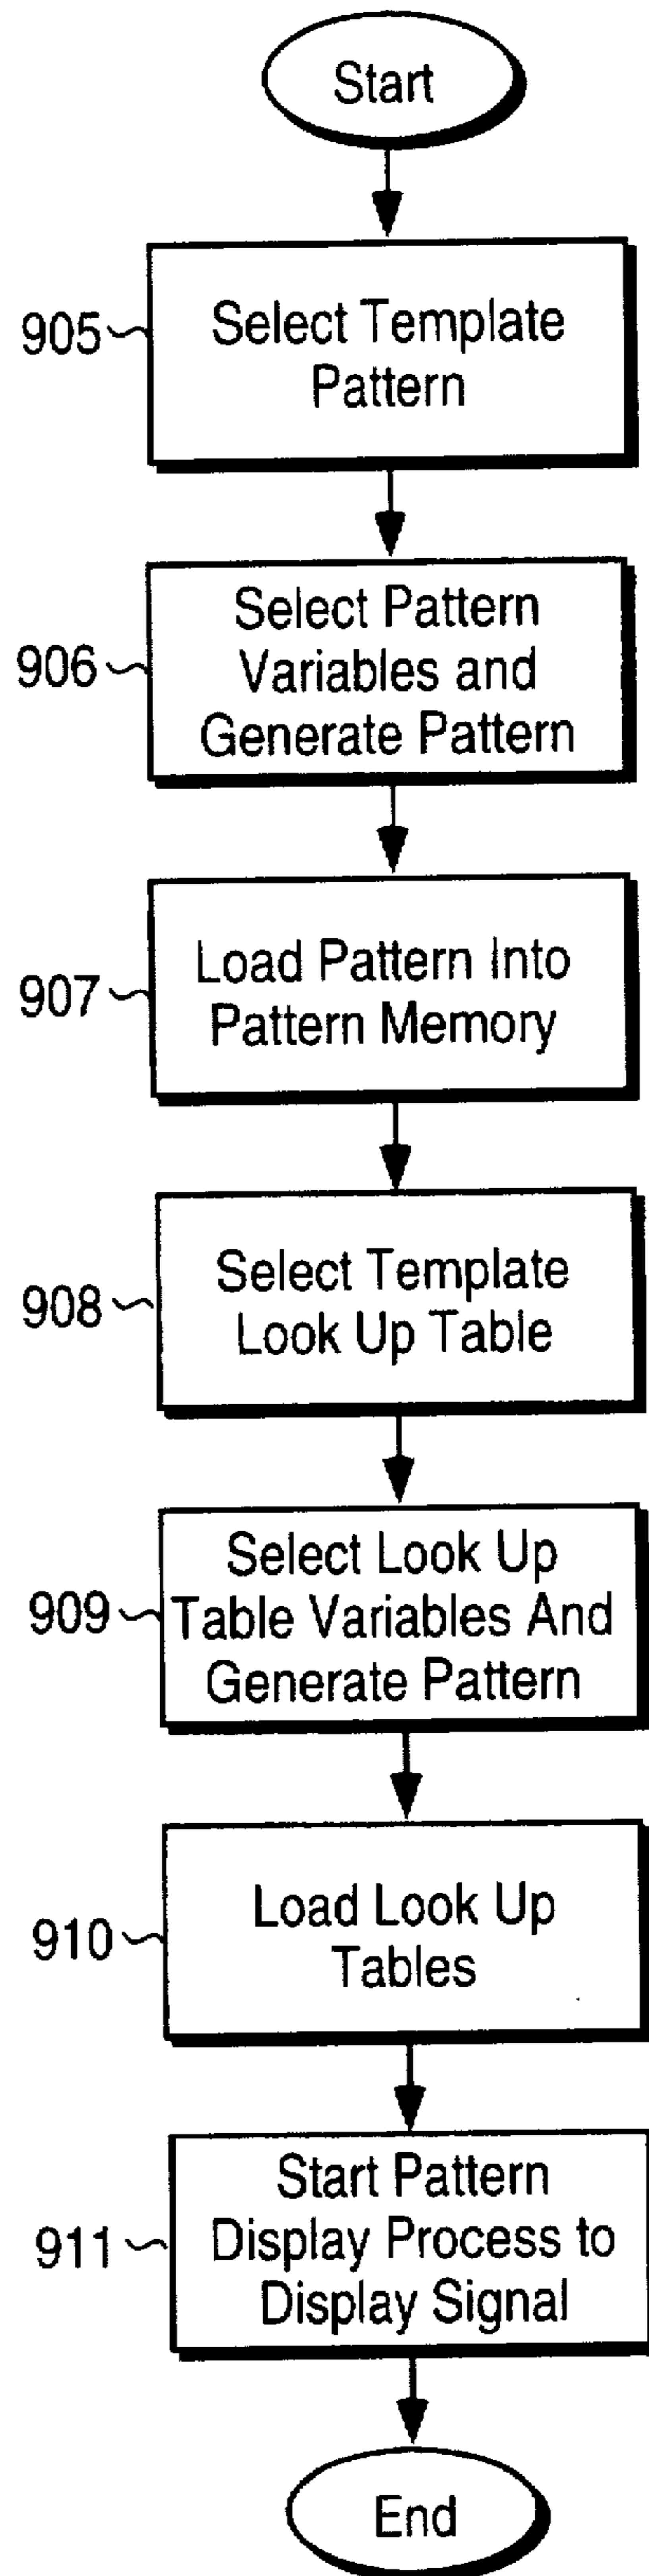 Start
905
Select Template
Pattern
906
Select Pattern
Variables and
Generate Pattern
907
Load Pattern Into
Pattern Memory
908
Select Template
Look Up Table
909
Select Look Up
Table Variables And
Generate Pattern
910
Load Look Up
Tables
911
Start Pattern
Display Process to
Display Signal
End